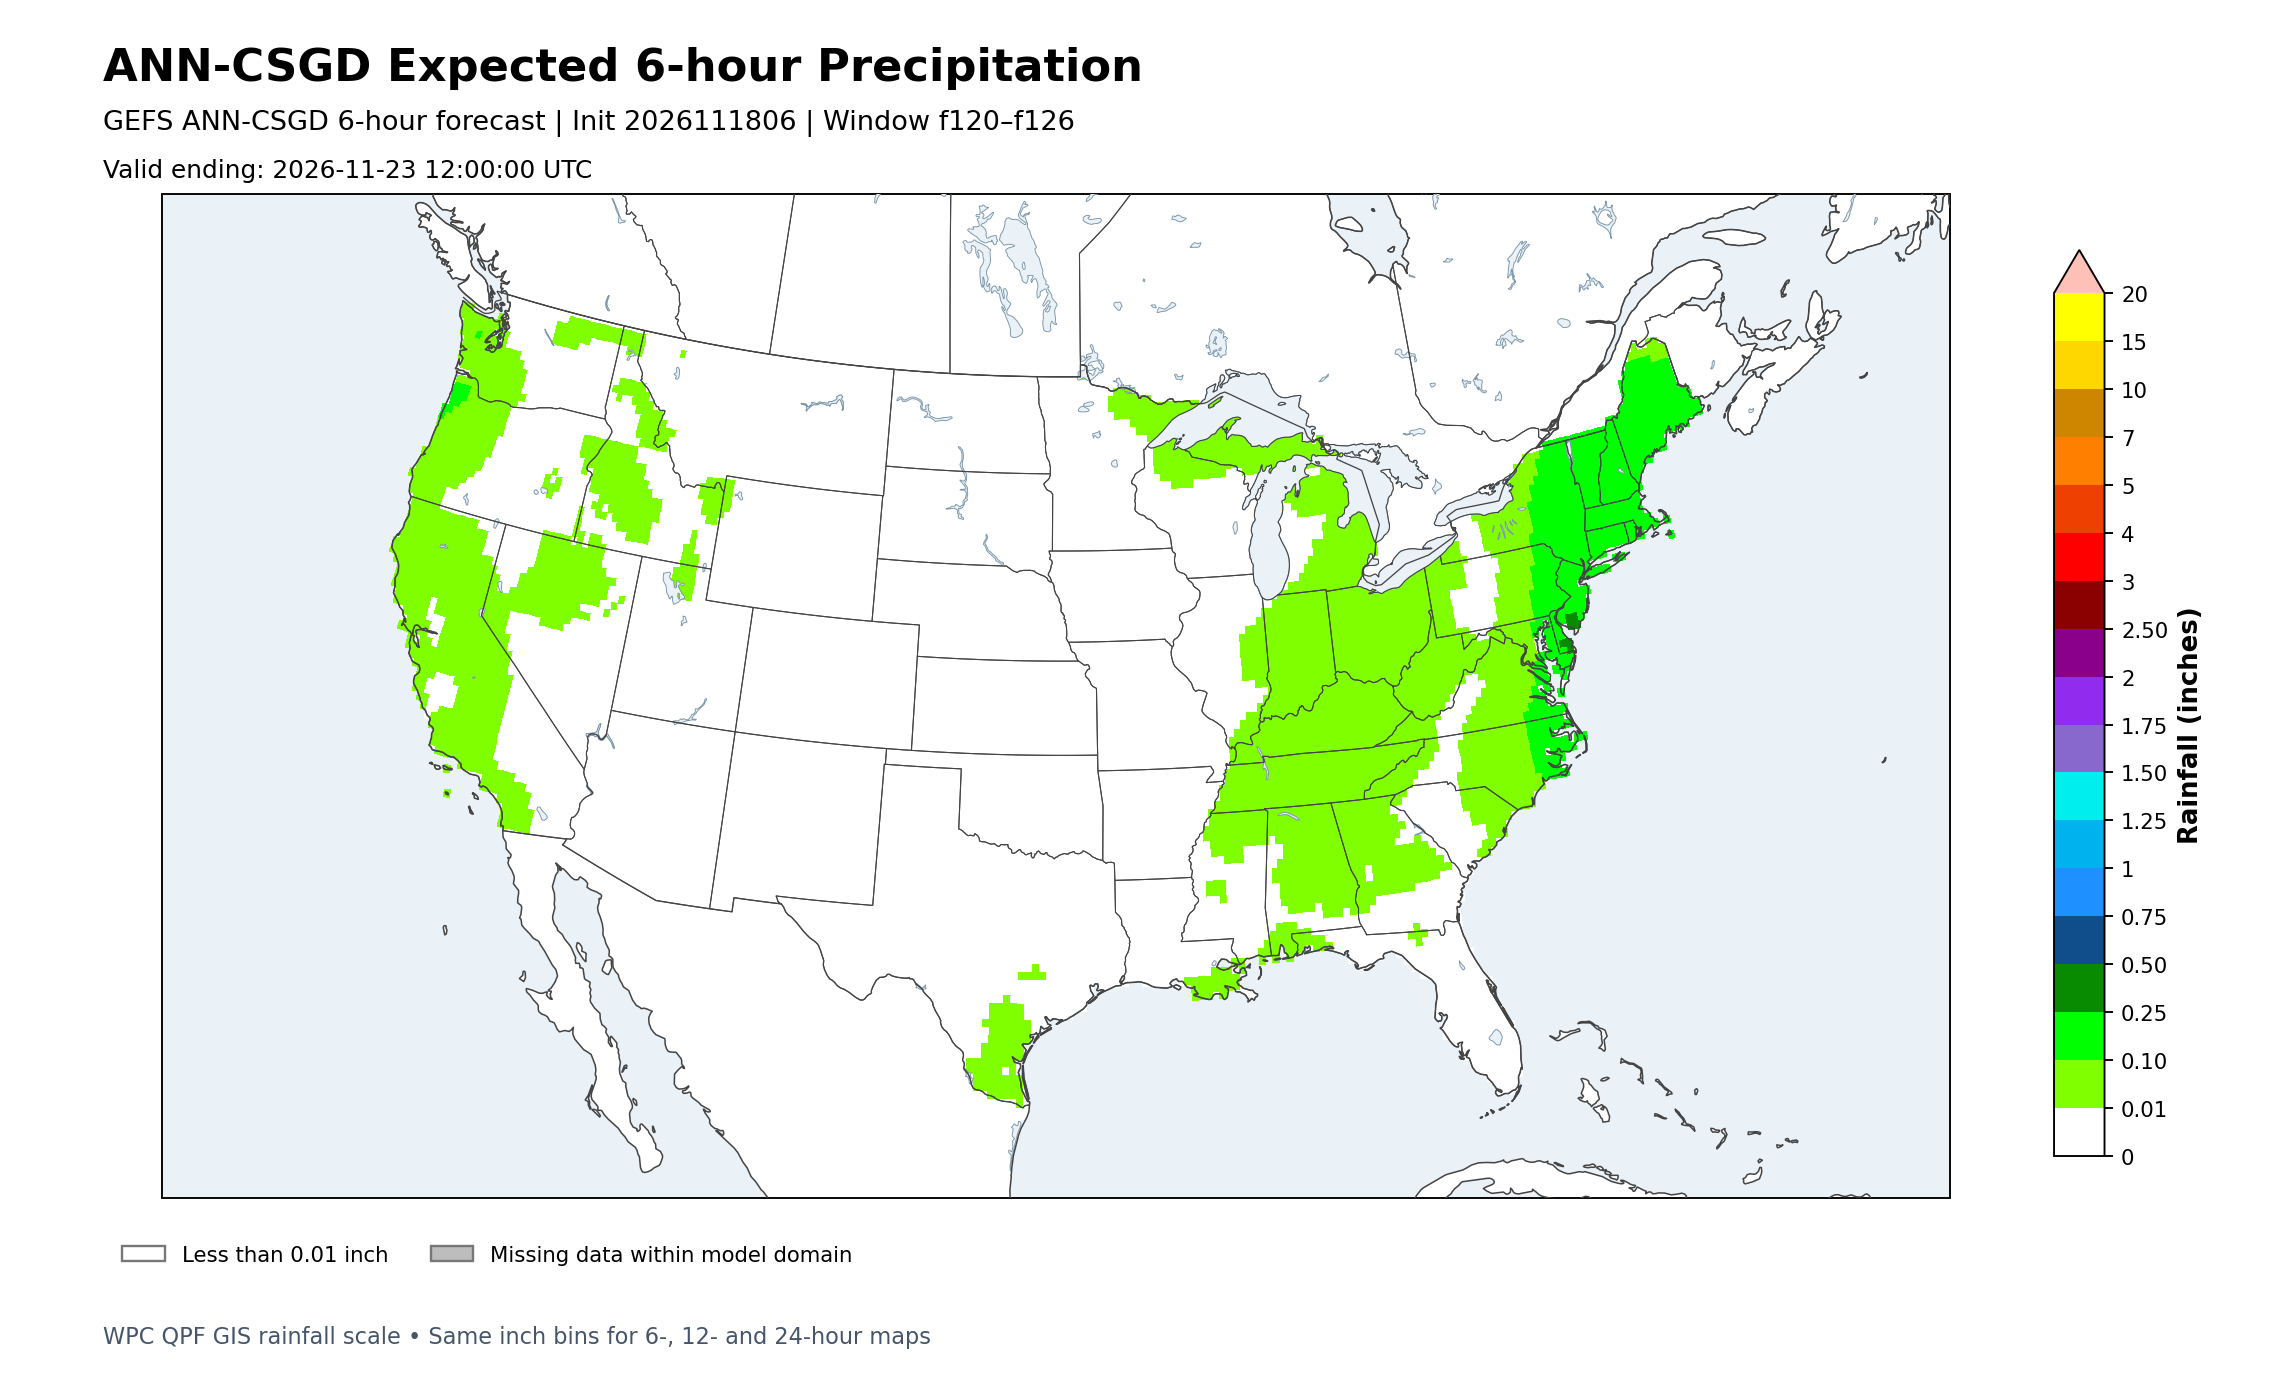 ANN-CSGD Expected 6-hour Precipitation
GEFS ANN-CSGD 6-hour forecast | Init 2026111806 | Window f120–f126
Valid ending: 2026-11-23 12:00:00 UTC
20
15
10
7
5
4
3
2.50
2
1.75
1.50
1.25
1
0.75
0.50
0.25
0.10
0.01
0
Rainfall (inches)
Less than 0.01 inch
Missing data within model domain
WPC QPF GIS rainfall scale • Same inch bins for 6-, 12- and 24-hour maps